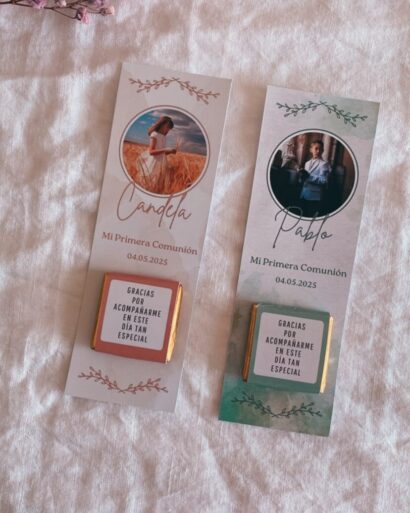 Candela
Mi Primera Comunión
04.05.2025
GRACIAS
POR
ACOMPAÑARME
EN ESTE
DÍA TAN
ESPECIAL
Pablo
Mi Primera Comunión
04.05.2025
GRACIAS
POR
ACOMPAÑARME
EN ESTE
DÍA TAN
ESPECIAL